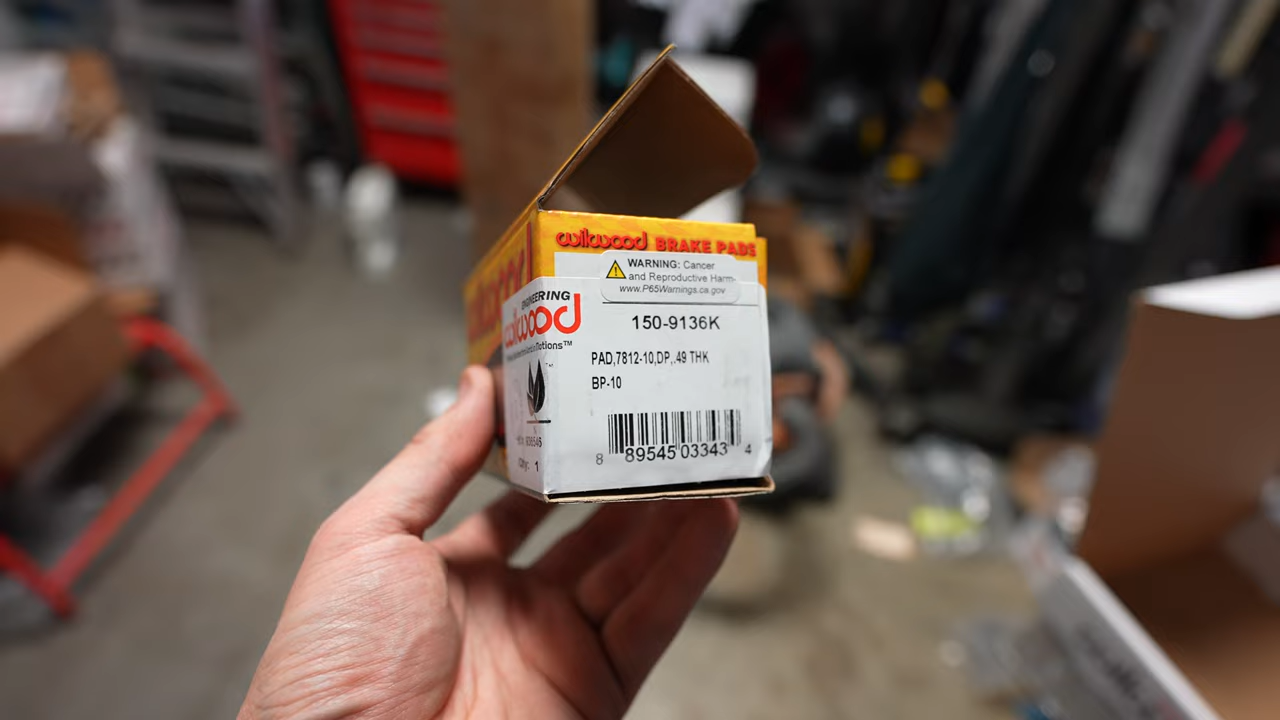 wilwood BRAKE PADS
WARNING: Cancer
and Reproductive Harm
www.P65Warnings.ca.gov
ENGINEERING
wilwood
150-9136K
PAD,7812-10,DP,.49 THK
BP-10
8 89545 03343 4
Qty: 1